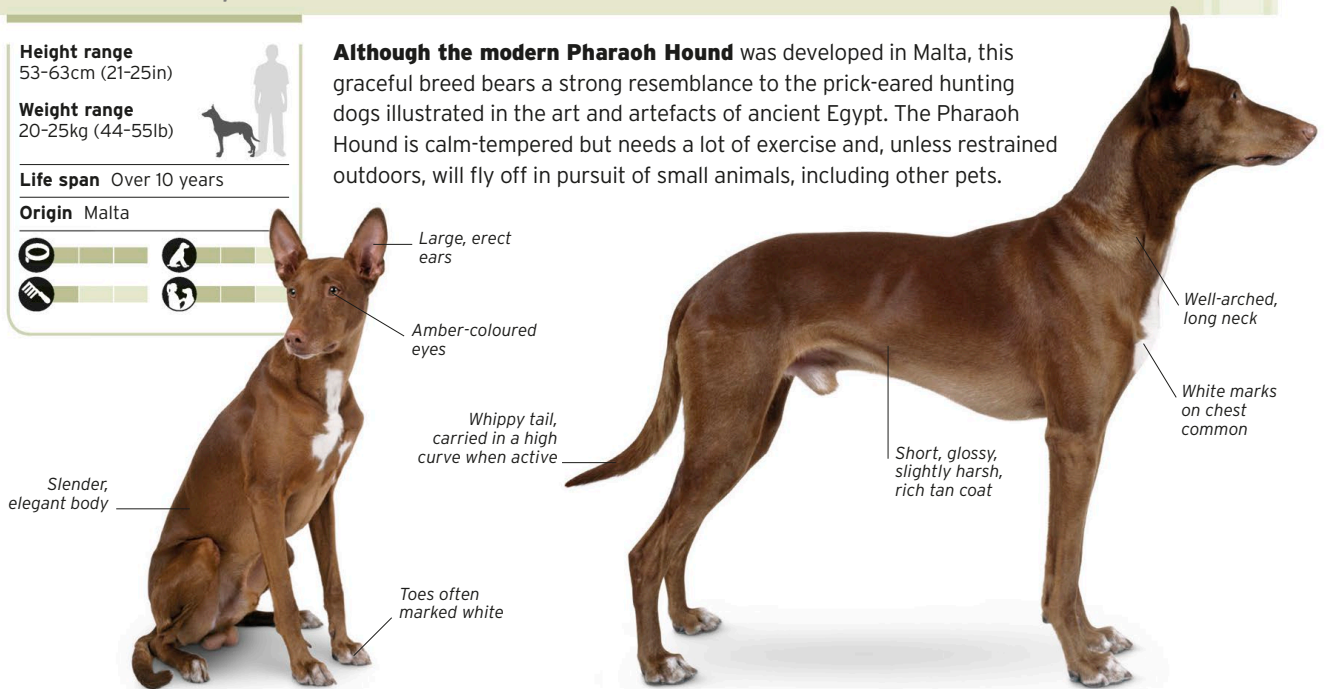 Height range
53-63cm (21-25in)
Weight range
20-25kg (44-55lb)
Life span Over 10 years
Origin Malta
Although the modern Pharaoh Hound was developed in Malta, this
graceful breed bears a strong resemblance to the prick-eared hunting
dogs illustrated in the art and artefacts of ancient Egypt. The Pharaoh
Hound is calm-tempered but needs a lot of exercise and, unless restrained
outdoors, will fly off in pursuit of small animals, including other pets.
Large, erect
ears
Amber-coloured
eyes
Well-arched,
long neck
White marks
on chest
common
Whippy tail,
carried in a high
curve when active
Short, glossy,
slightly harsh,
rich tan coat
Slender,
elegant body
Toes often
marked white